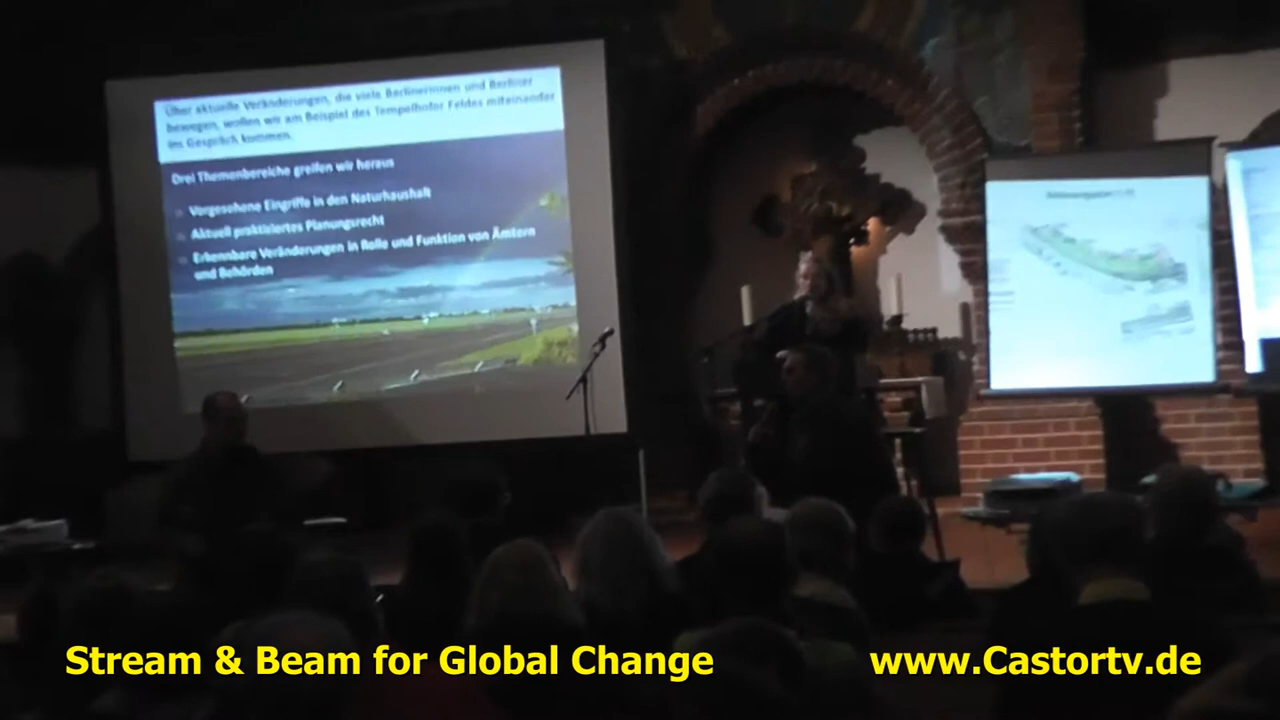 Über aktuelle Veränderungen, die viele Berlinerinnen und Berliner
bewegen, wollen wir am Beispiel des Tempelhofer Feldes miteinander
im Gespräch kommen.
Drei Themenbereiche greifen wir heraus
Vorgesehene Eingriffe in den Naturhaushalt
Aktuell praktiziertes Planungsrecht
Erkennbare Veränderungen in Rolle und Funktion von Ämtern
und Behörden
Stream & Beam for Global Change
www.Castortv.de